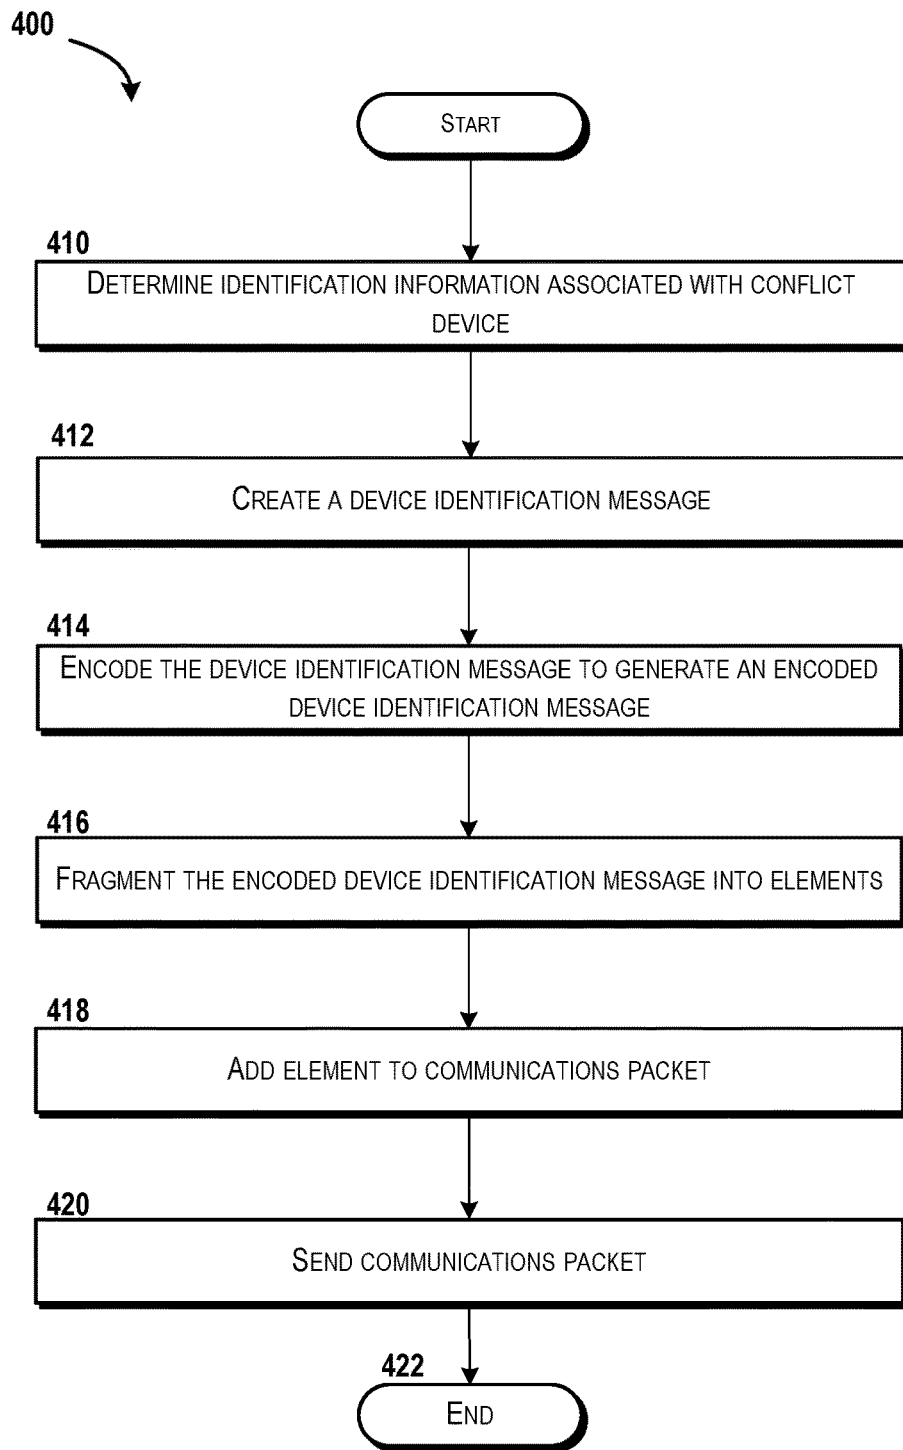 400
START
410
DETERMINE IDENTIFICATION INFORMATION ASSOCIATED WITH CONFLICT
DEVICE
412
CREATE A DEVICE IDENTIFICATION MESSAGE
414
ENCODE THE DEVICE IDENTIFICATION MESSAGE TO GENERATE AN ENCODED
DEVICE IDENTIFICATION MESSAGE
416
FRAGMENT THE ENCODED DEVICE IDENTIFICATION MESSAGE INTO ELEMENTS
418
ADD ELEMENT TO COMMUNICATIONS PACKET
420
SEND COMMUNICATIONS PACKET
422
END